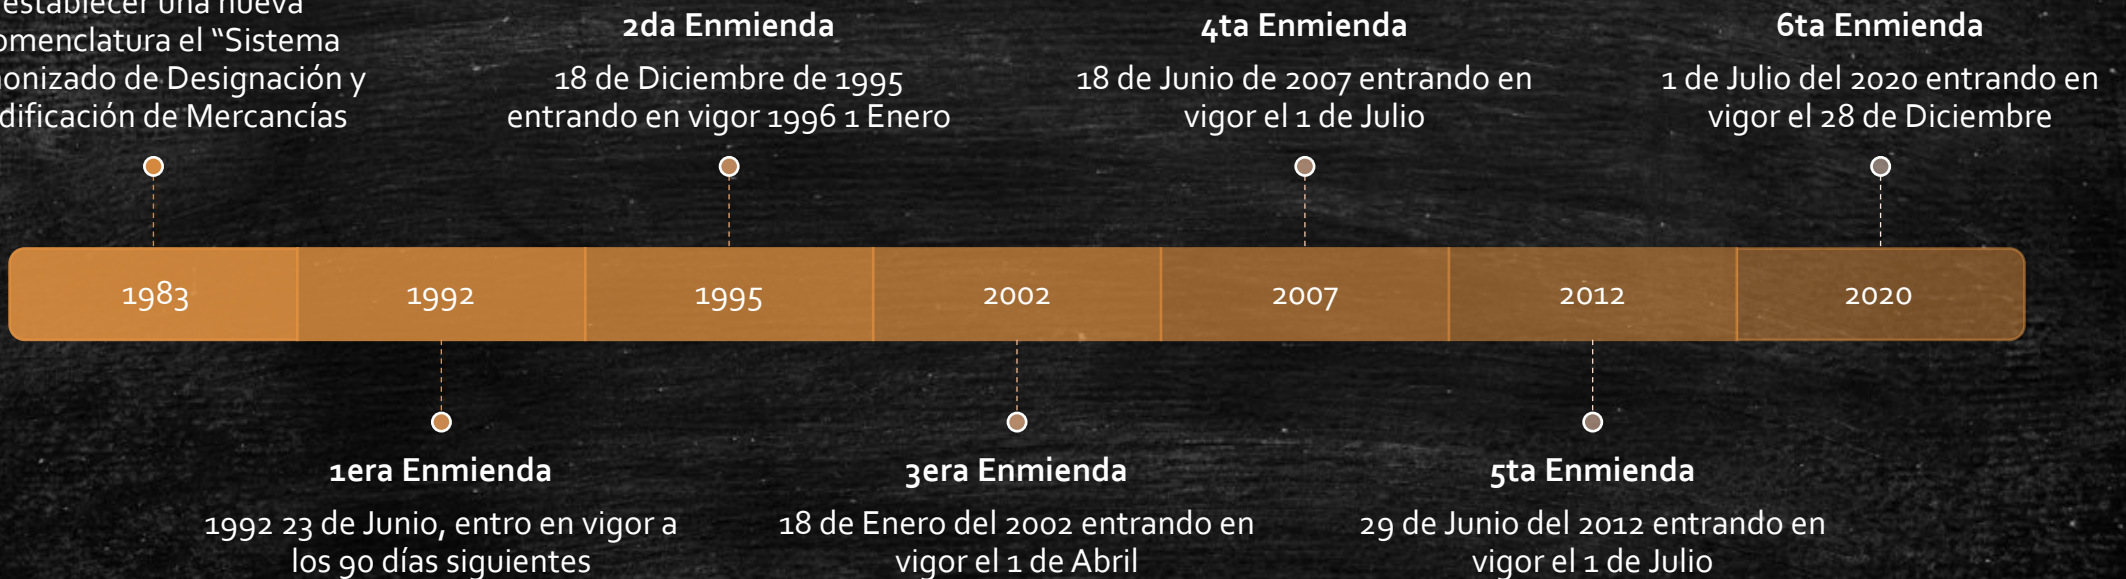 establecer una nueva
omenclatura el “Sistema
onizado de Designación y
dificación de Mercancías
2da Enmienda
18 de Diciembre de 1995
entrando en vigor 1996 1 Enero
4ta Enmienda
18 de Junio de 2007 entrando en
vigor el 1 de Julio
6ta Enmienda
1 de Julio del 2020 entrando en
vigor el 28 de Diciembre
1983
1992
1995
2002
2007
2012
2020
1era Enmienda
1992 23 de Junio, entro en vigor a
los 90 días siguientes
3era Enmienda
18 de Enero del 2002 entrando en
vigor el 1 de Abril
5ta Enmienda
29 de Junio del 2012 entrando en
vigor el 1 de Julio